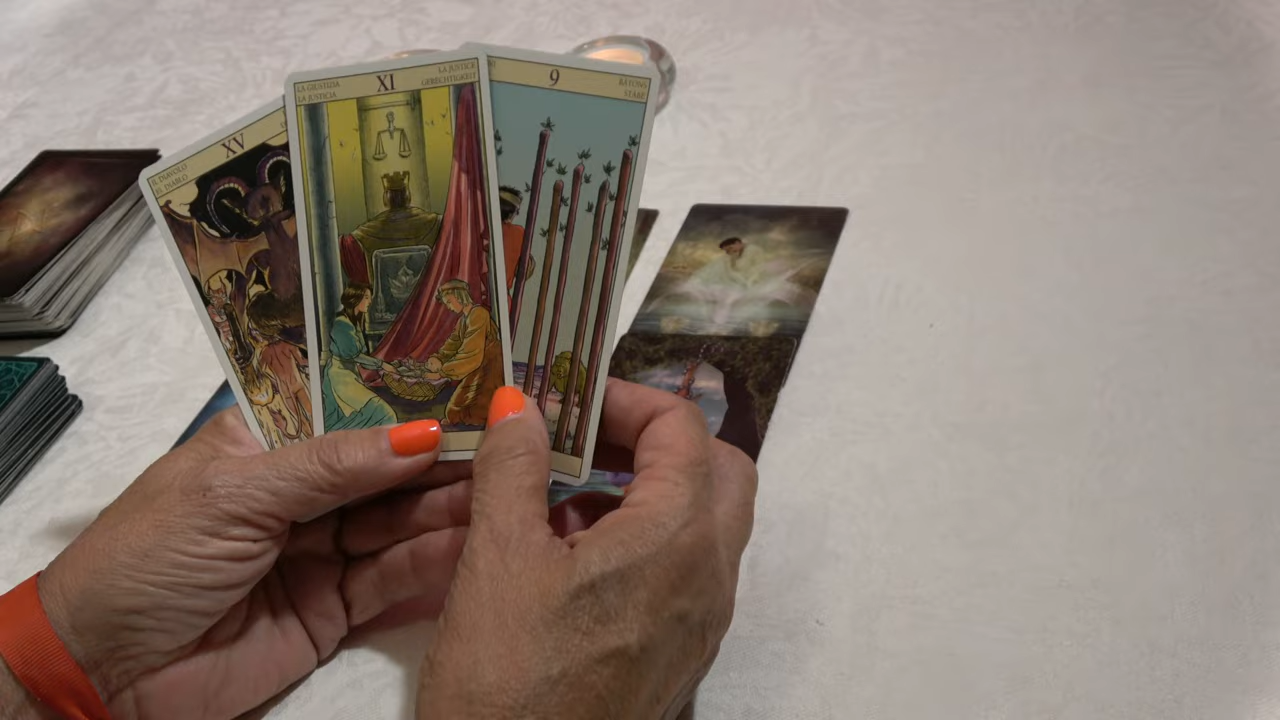 XV
IL DIAVOLO
EL DIABLO
LA GIUSTIZIA
LA JUSTICIA
XI
LA JUSTICE
GERECHTIGKEIT
9
BÂTONS
STÄBE